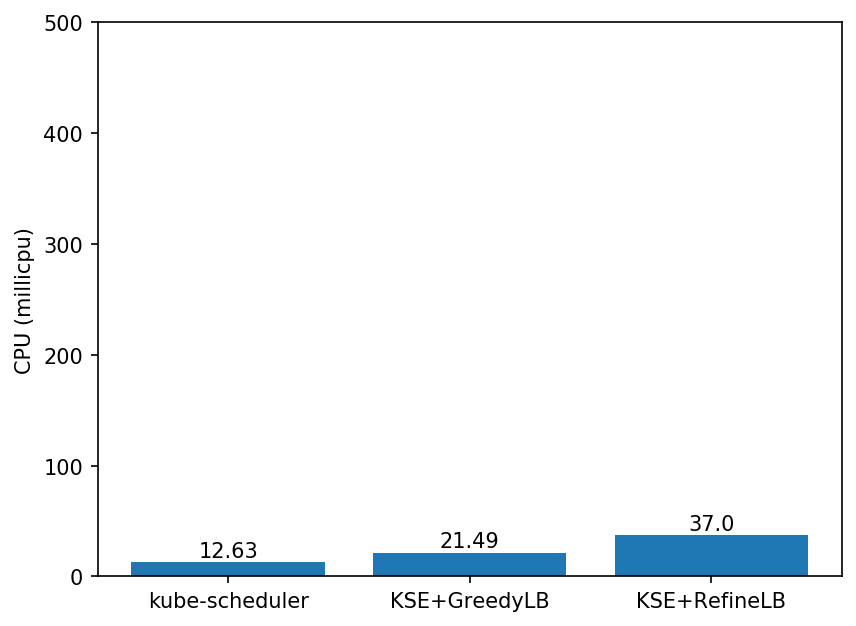 500
400
300
200
100
0
CPU (millicpu)
12.63
21.49
37.0
kube-scheduler
KSE+GreedyLB
KSE+RefineLB